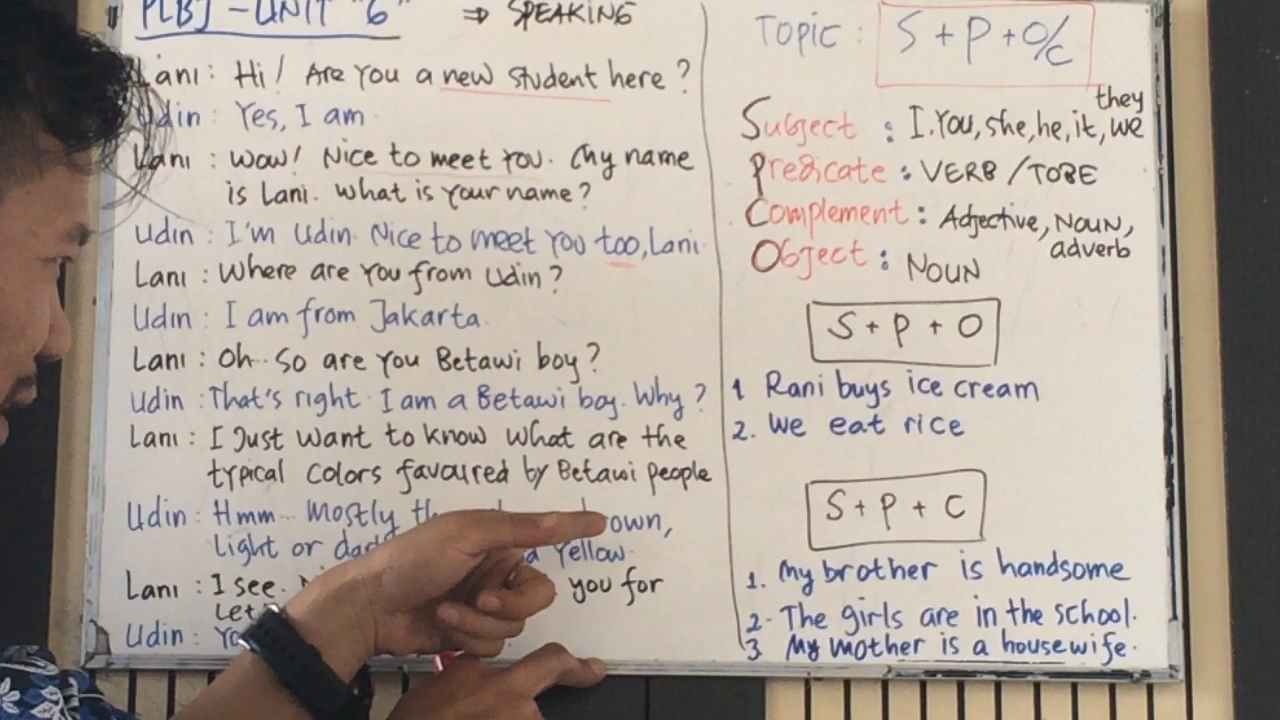 PLBJ - UNIT "6" ⇒ SPEAKING
Lani : Hi! Are you a new student here?
Udin : Yes, I am
Lani : Wow! Nice to meet you. My name
is Lani. What is your name?
Udin : I'm Udin. Nice to meet you too, Lani.
Lani : Where are you from Udin?
Udin : I am from Jakarta.
Lani : Oh.. So are you Betawi boy?
Udin : That's right. I am a Betawi boy. Why?
Lani : I Just want to know what are the
typical colors favoured by Betawi people
Udin : Hmm... Mostly
own,
light or yellow.
Lani : I see. you for
Let
Udin :
Topic : S + P + O/C
they
Subject : I, You, she, he, it, we
Predicate : VERB / TOBE
Complement : Adjective, NOUN,
adverb
Object : NOUN
S + P + O
1 Rani buys ice cream
2. We eat rice
S + P + C
1. My brother is handsome
2. The girls are in the school.
3 My mother is a housewife.